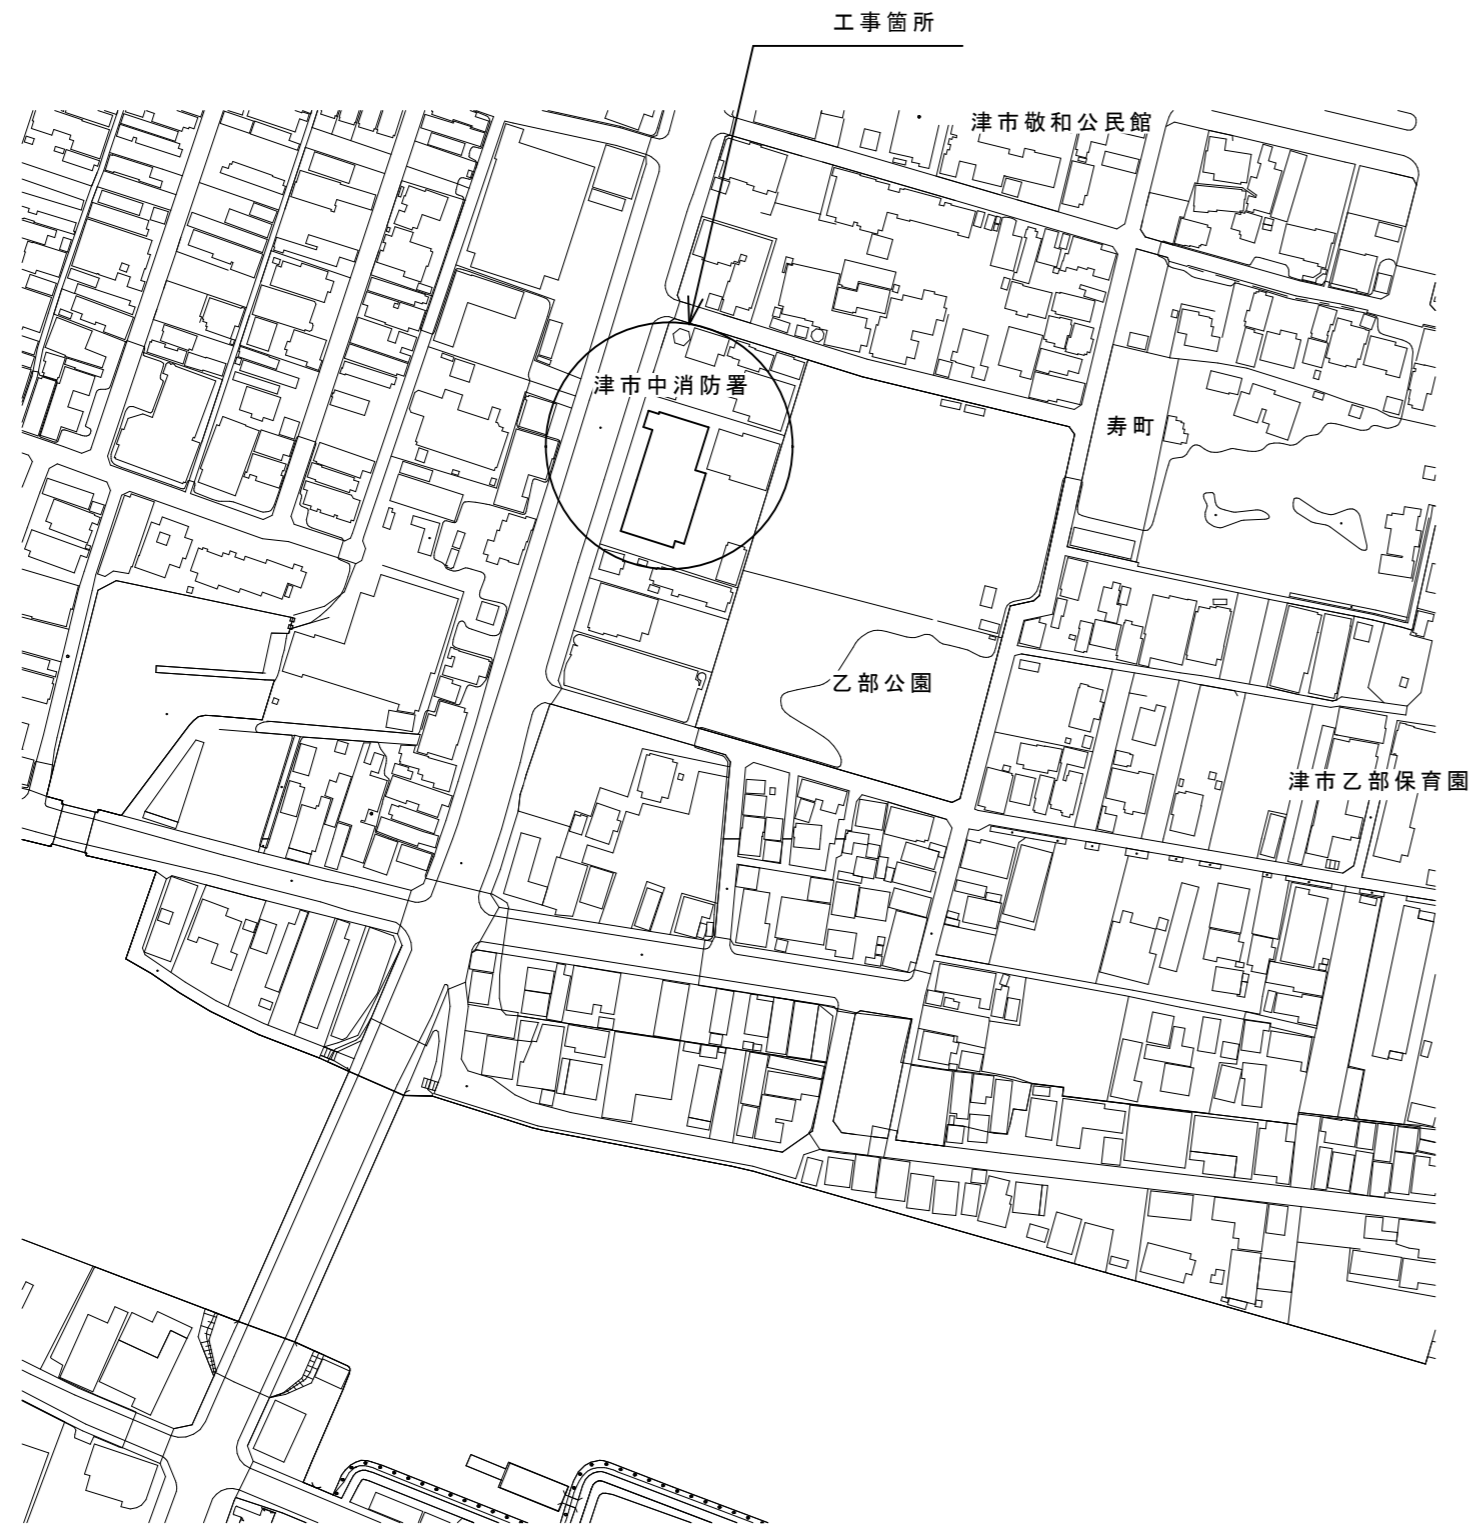 工事箇所
津市敬和公民館
津市中消防署
寿町
乙部公園
津市乙部保育園